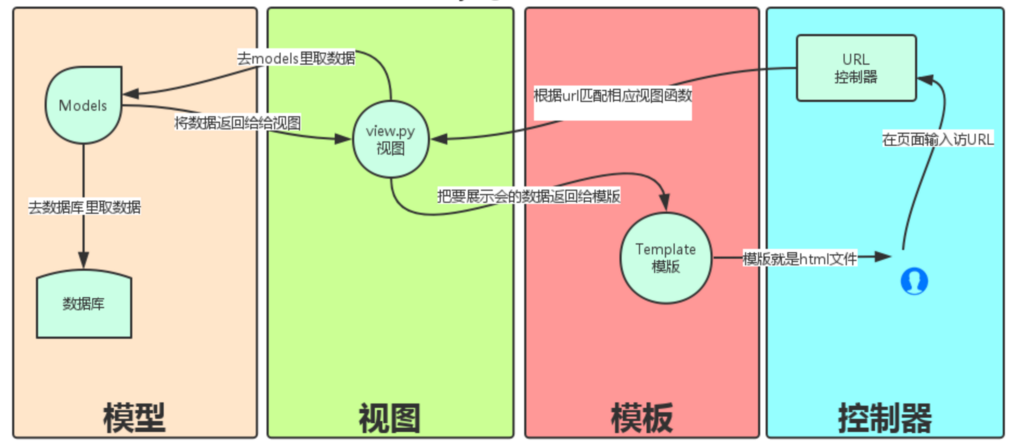 去models里取数据
URL
控制器
Models
根据url匹配相应视图函数
将数据返回给给视图
view.py
视图
在页面输入访URL
把要展示会的数据返回给模版
去数据库里取数据
Template
模版
模版就是html文件
数据库
模型
视图
模板
控制器